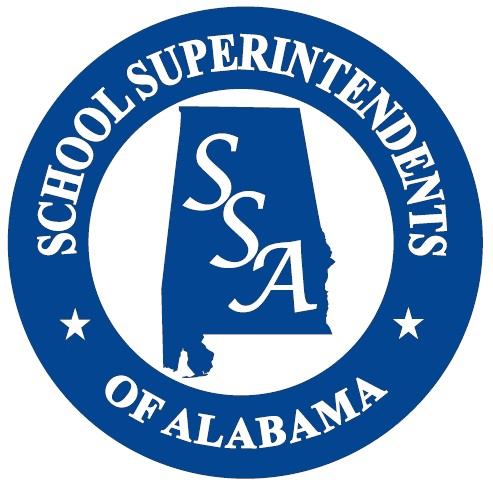 SCHOOL SUPERINTENDENTS
SSA
OF ALABAMA